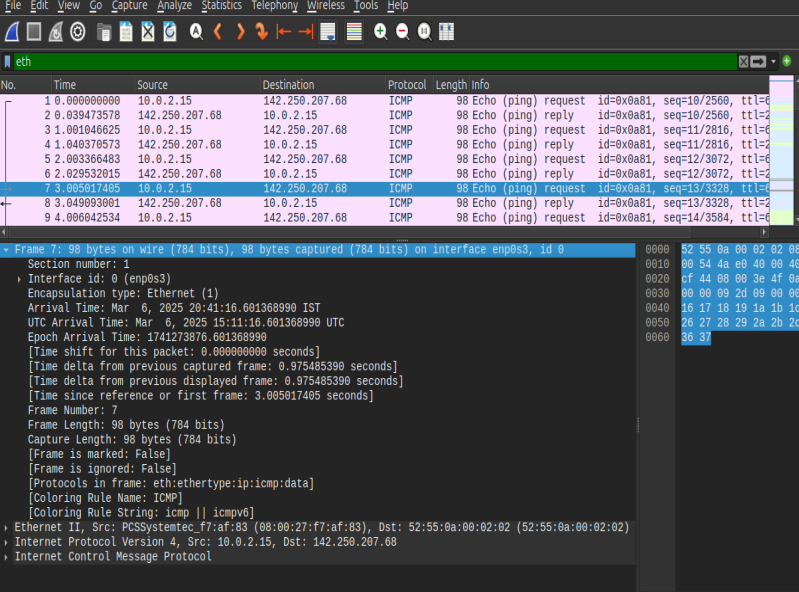 File Edit View Go Capture Analyze Statistics Telephony Wireless Tools Help
eth
No. Time Source Destination Protocol Length Info
1 0.000000000 10.0.2.15 142.250.207.68 ICMP 98 Echo (ping) request id=0x0a81, seq=10/2560, ttl=6
2 0.039473578 142.250.207.68 10.0.2.15 ICMP 98 Echo (ping) reply id=0x0a81, seq=10/2560, ttl=2
3 1.001046625 10.0.2.15 142.250.207.68 ICMP 98 Echo (ping) request id=0x0a81, seq=11/2816, ttl=6
4 1.040370573 142.250.207.68 10.0.2.15 ICMP 98 Echo (ping) reply id=0x0a81, seq=11/2816, ttl=2
5 2.003366483 10.0.2.15 142.250.207.68 ICMP 98 Echo (ping) request id=0x0a81, seq=12/3072, ttl=6
6 2.029532015 142.250.207.68 10.0.2.15 ICMP 98 Echo (ping) reply id=0x0a81, seq=12/3072, ttl=2
7 3.005017405 10.0.2.15 142.250.207.68 ICMP 98 Echo (ping) request id=0x0a81, seq=13/3328, ttl=6
8 3.049093001 142.250.207.68 10.0.2.15 ICMP 98 Echo (ping) reply id=0x0a81, seq=13/3328, ttl=2
9 4.006042534 10.0.2.15 142.250.207.68 ICMP 98 Echo (ping) request id=0x0a81, seq=14/3584, ttl=6
Frame 7: 98 bytes on wire (784 bits), 98 bytes captured (784 bits) on interface enp0s3, id 0
Section number: 1
Interface id: 0 (enp0s3)
Encapsulation type: Ethernet (1)
Arrival Time: Mar 6, 2025 20:41:16.601368990 IST
UTC Arrival Time: Mar 6, 2025 15:11:16.601368990 UTC
Epoch Arrival Time: 1741273876.601368990
[Time shift for this packet: 0.000000000 seconds]
[Time delta from previous captured frame: 0.975485390 seconds]
[Time delta from previous displayed frame: 0.975485390 seconds]
[Time since reference or first frame: 3.005017405 seconds]
Frame Number: 7
Frame Length: 98 bytes (784 bits)
Capture Length: 98 bytes (784 bits)
[Frame is marked: False]
[Frame is ignored: False]
[Protocols in frame: eth:ethertype:ip:icmp:data]
[Coloring Rule Name: ICMP]
[Coloring Rule String: icmp || icmpv6]
Ethernet II, Src: PCSSystemtec_f7:af:83 (08:00:27:f7:af:83), Dst: 52:55:0a:00:02:02 (52:55:0a:00:02:02)
Internet Protocol Version 4, Src: 10.0.2.15, Dst: 142.250.207.68
Internet Control Message Protocol
0000 52 55 0a 00 02 02 08
0010 00 54 4a e0 40 00 40
0020 cf 44 08 00 3e 4f 0a
0030 00 00 09 2d 09 00 00
0040 16 17 18 19 1a 1b 1c
0050 26 27 28 29 2a 2b 2c
0060 36 37